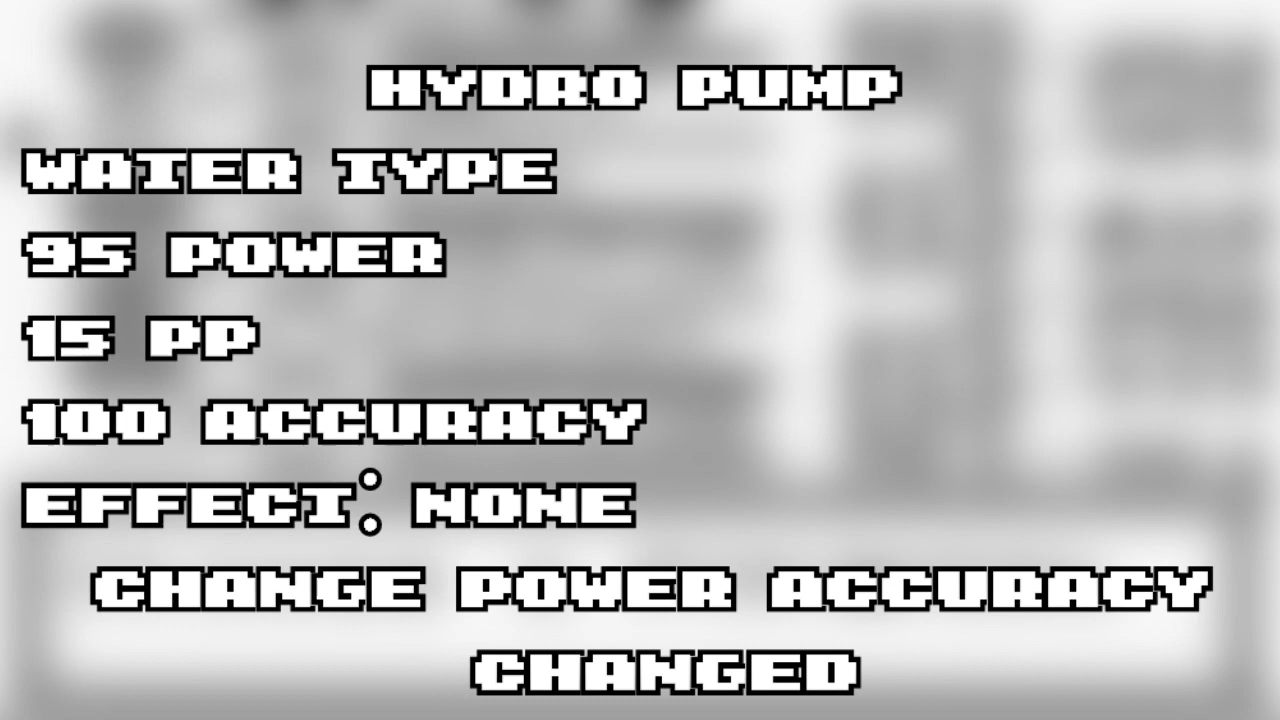 HYDRO PUMP
WATER TYPE
95 POWER
15 PP
100 ACCURACY
EFFECT: NONE
CHANGE POWER ACCURACY
CHANGED